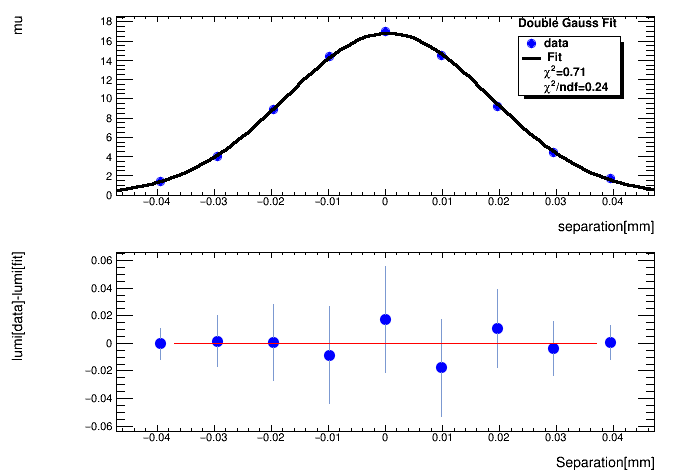 mu
Double Gauss Fit
data
Fit
χ²=0.71
χ²/ndf=0.24
18
16
14
12
10
8
6
4
2
0
−0.04 −0.03 −0.02 −0.01 0 0.01 0.02 0.03 0.04
separation[mm]
lumi[data]-lumi[fit]
0.06
0.04
0.02
0
−0.02
−0.04
−0.06
−0.04 −0.03 −0.02 −0.01 0 0.01 0.02 0.03 0.04
Separation[mm]